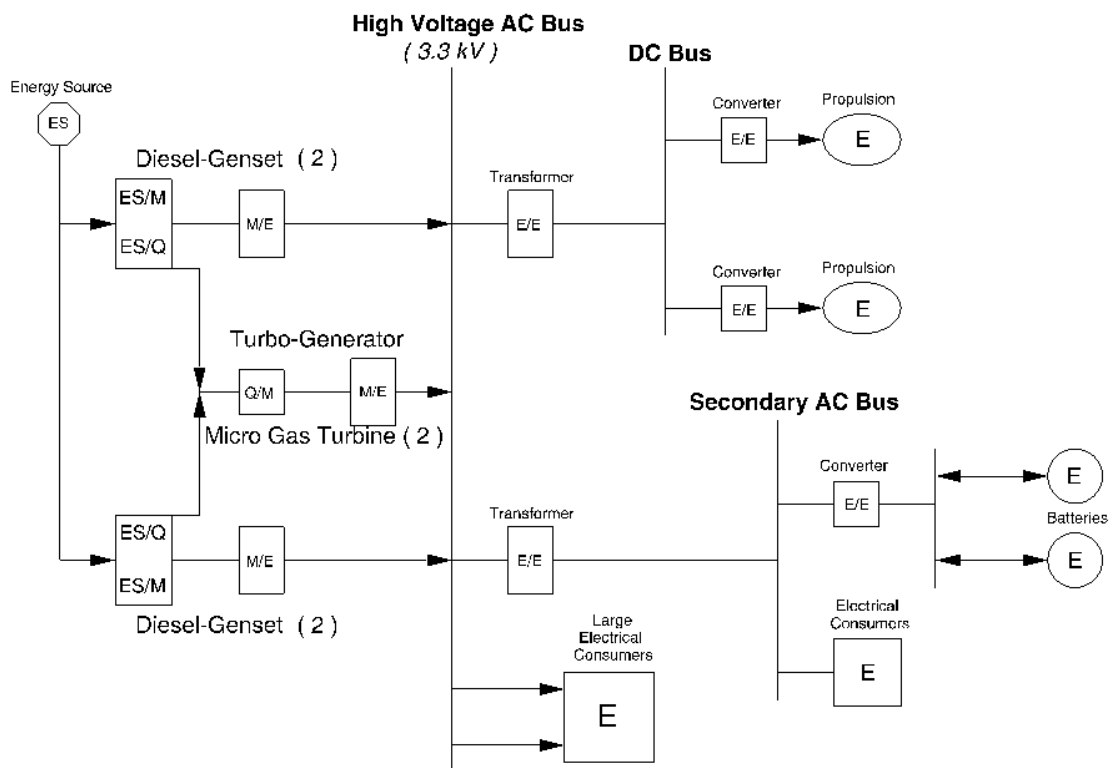 High Voltage AC Bus
( 3.3 kV )
DC Bus
Energy Source
ES
Converter
Propulsion
E/E
E
Diesel-Genset ( 2 )
ES/M
ES/Q
M/E
Transformer
E/E
Converter
Propulsion
E/E
E
Turbo-Generator
Q/M
M/E
Micro Gas Turbine ( 2 )
Secondary AC Bus
Converter
E/E
E
Batteries
E
ES/Q
ES/M
M/E
Transformer
E/E
Diesel-Genset ( 2 )
Large
Electrical
Consumers
E
Electrical
Consumers
E